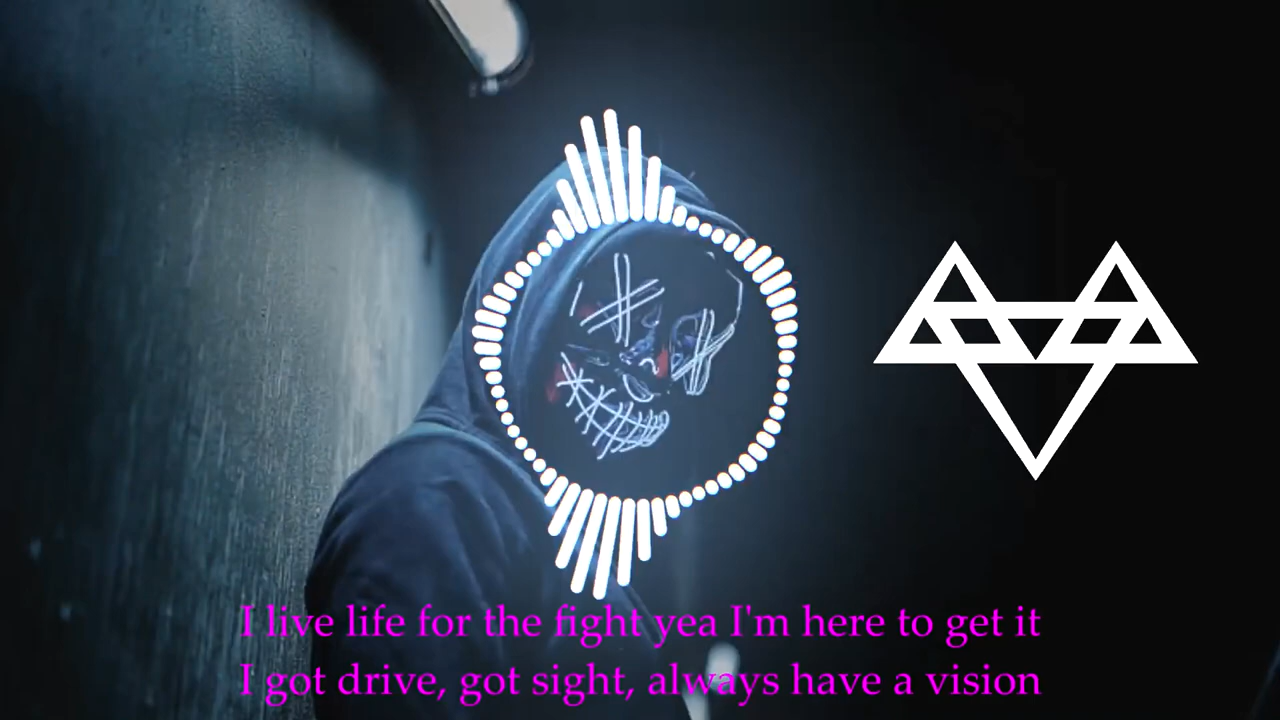 I live life for the fight yea I'm here to get it
I got drive, got sight, always have a vision